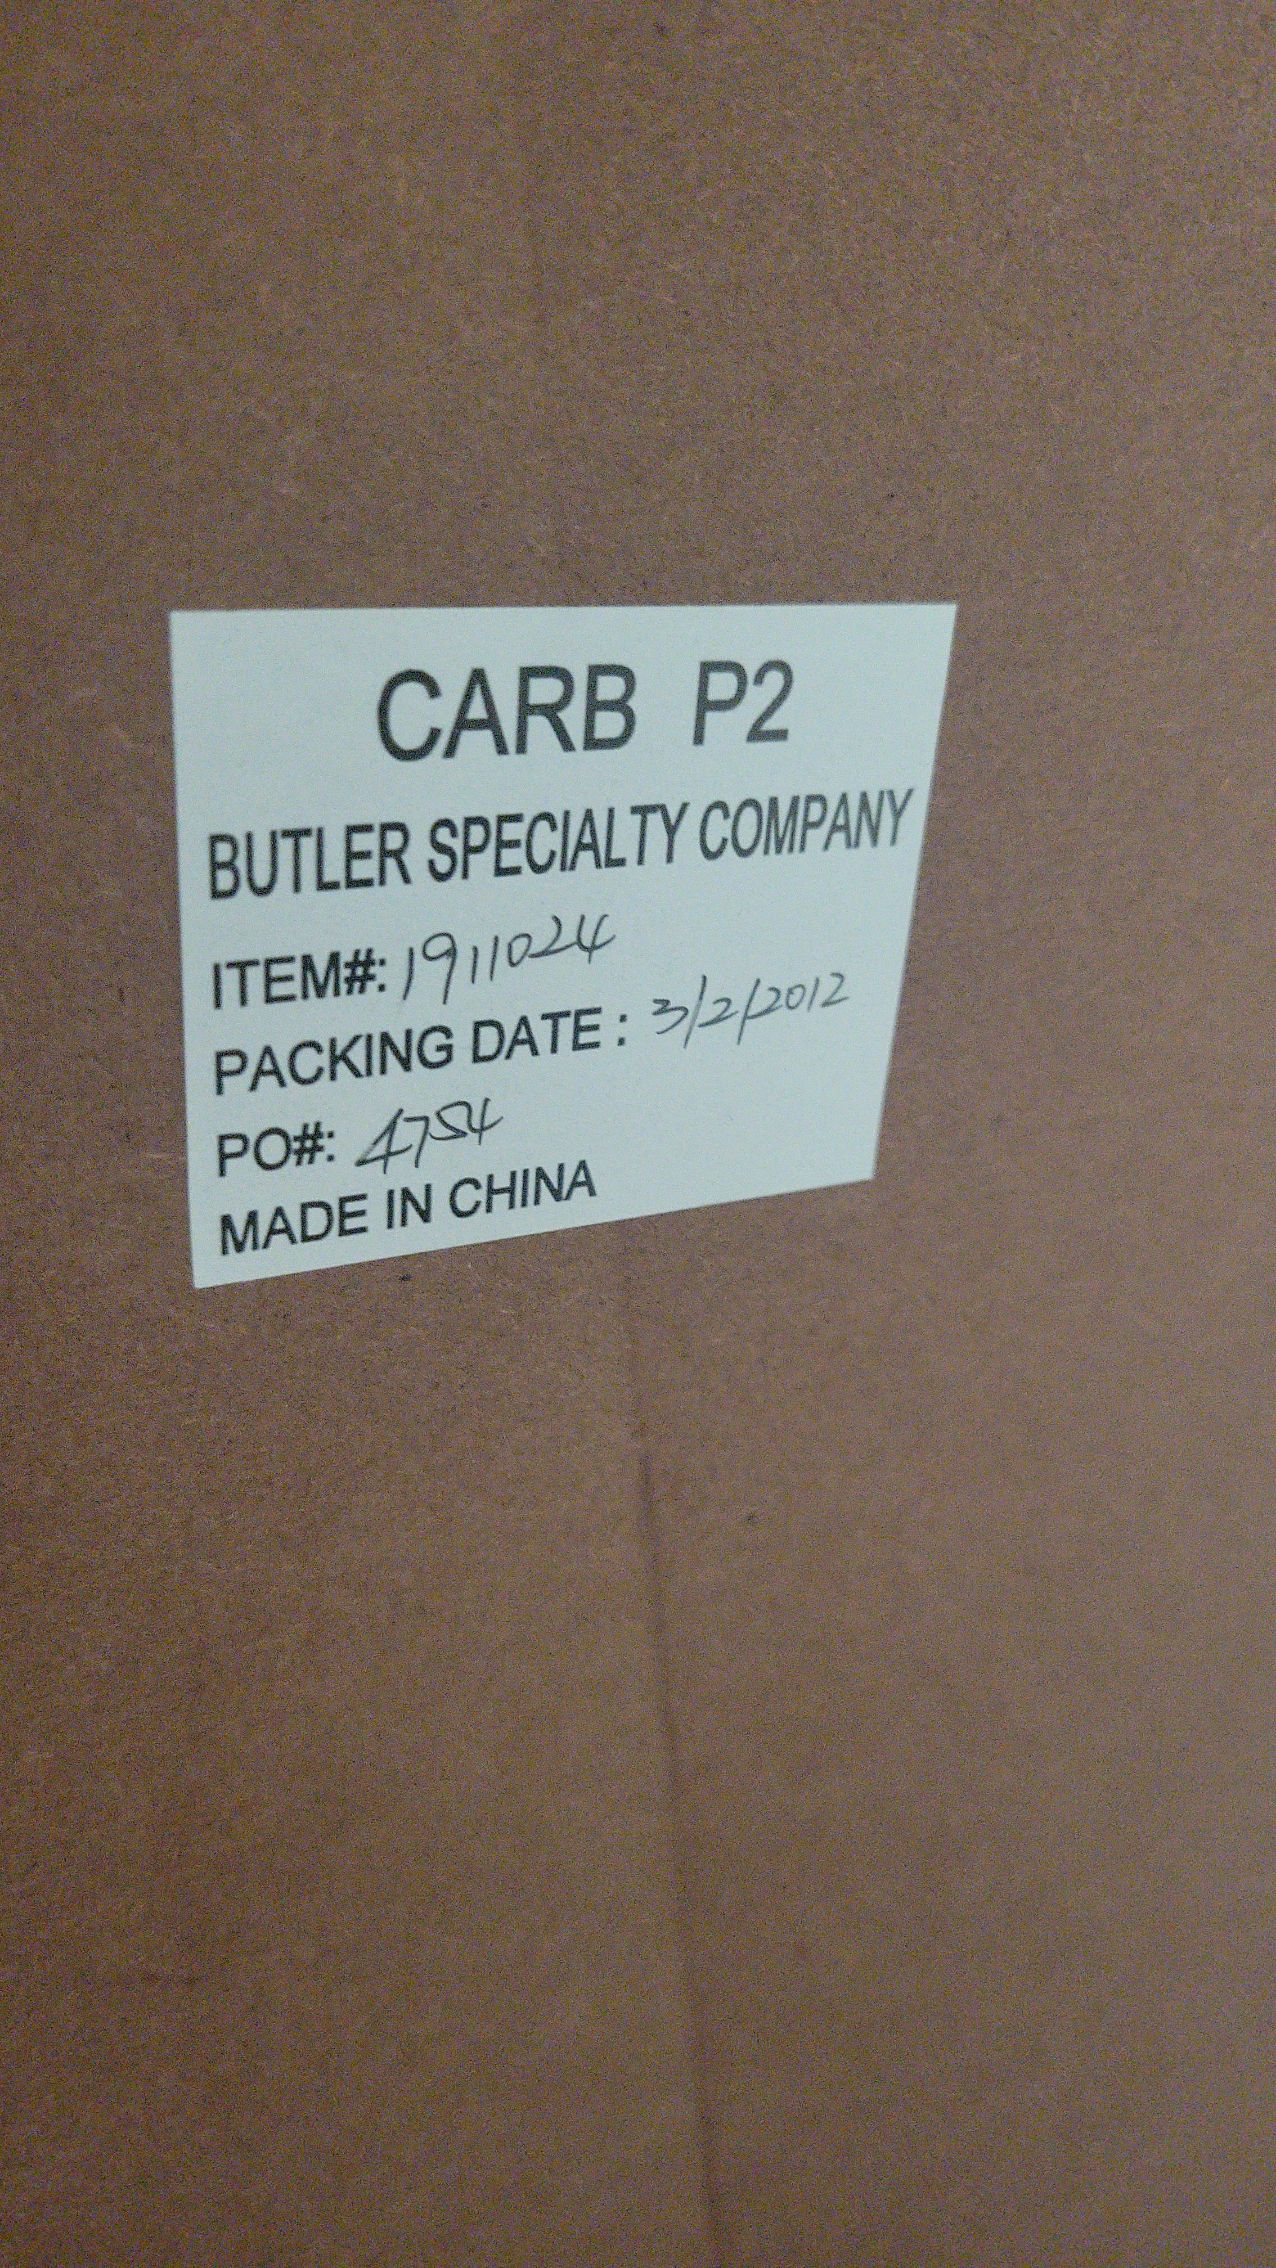 CARB P2
BUTLER SPECIALTY COMPANY
ITEM#: 1911024
PACKING DATE : 3/2/2012
PO#: 4754
MADE IN CHINA